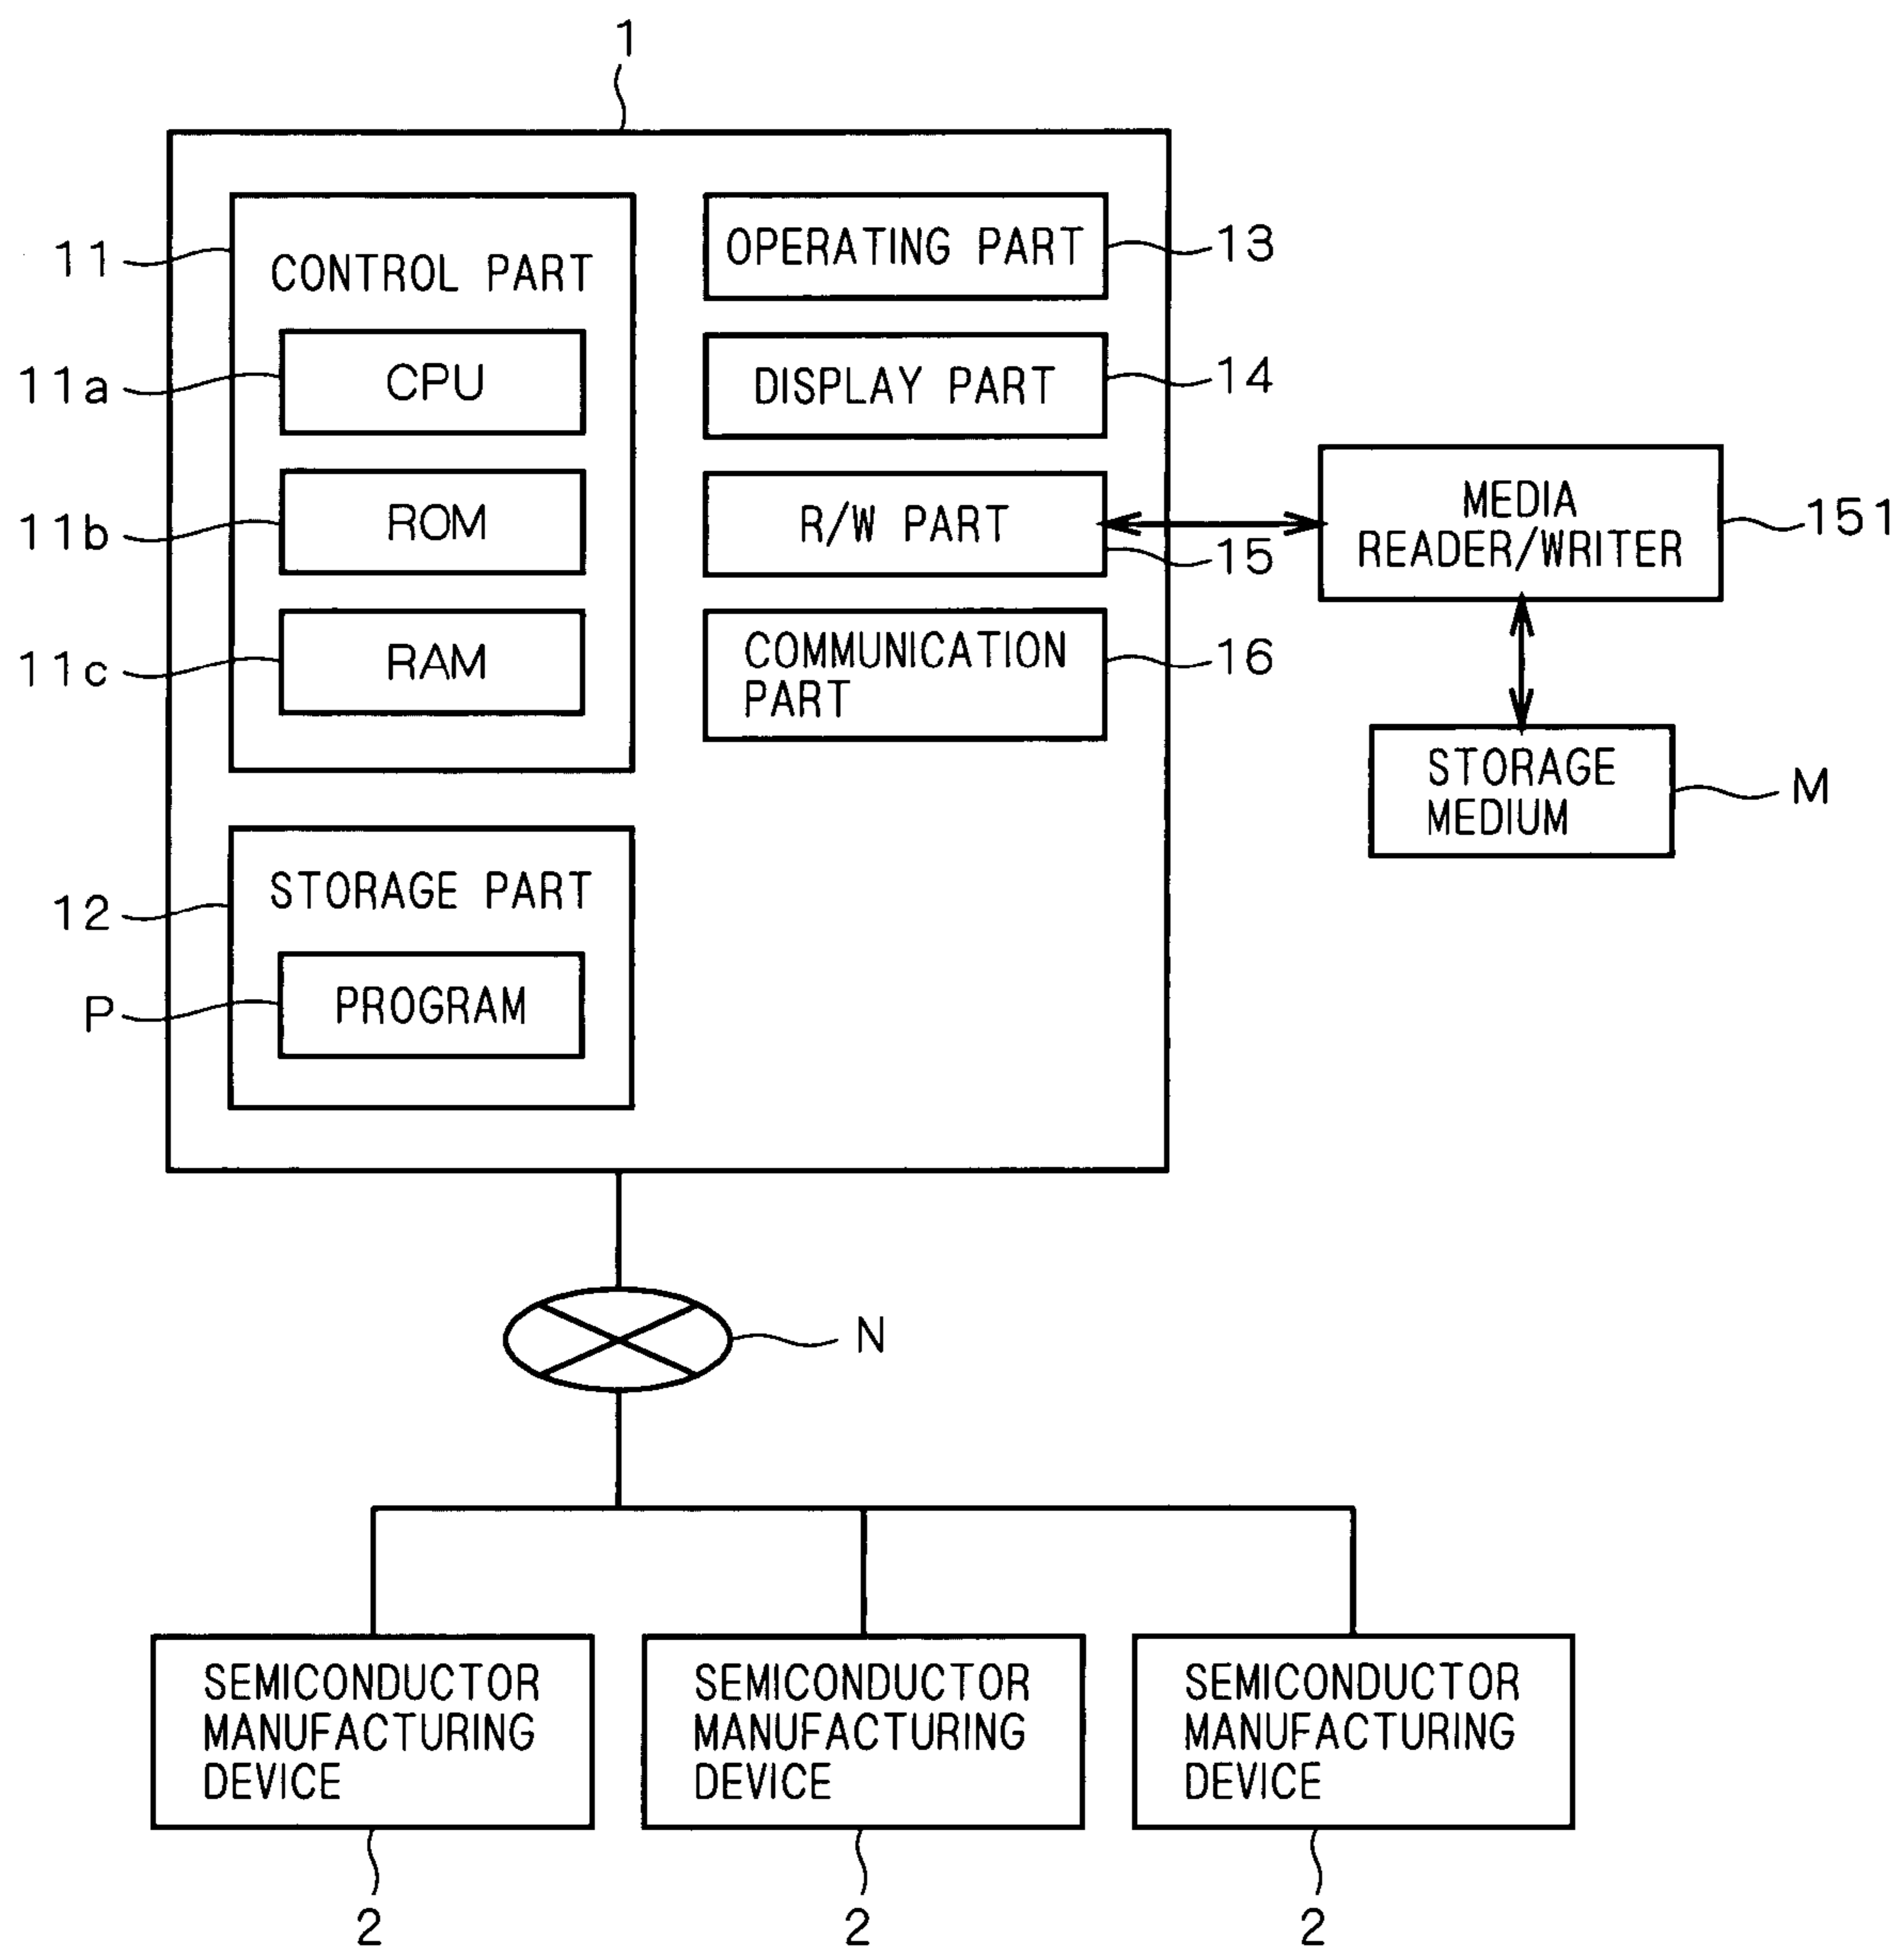 1
11
CONTROL PART
11a
CPU
11b
ROM
11c
RAM
12
STORAGE PART
P
PROGRAM
OPERATING PART
13
DISPLAY PART
14
R/W PART
15
COMMUNICATION
PART
16
MEDIA
READER/WRITER
151
STORAGE
MEDIUM
M
N
SEMICONDUCTOR
MANUFACTURING
DEVICE
2
SEMICONDUCTOR
MANUFACTURING
DEVICE
2
SEMICONDUCTOR
MANUFACTURING
DEVICE
2